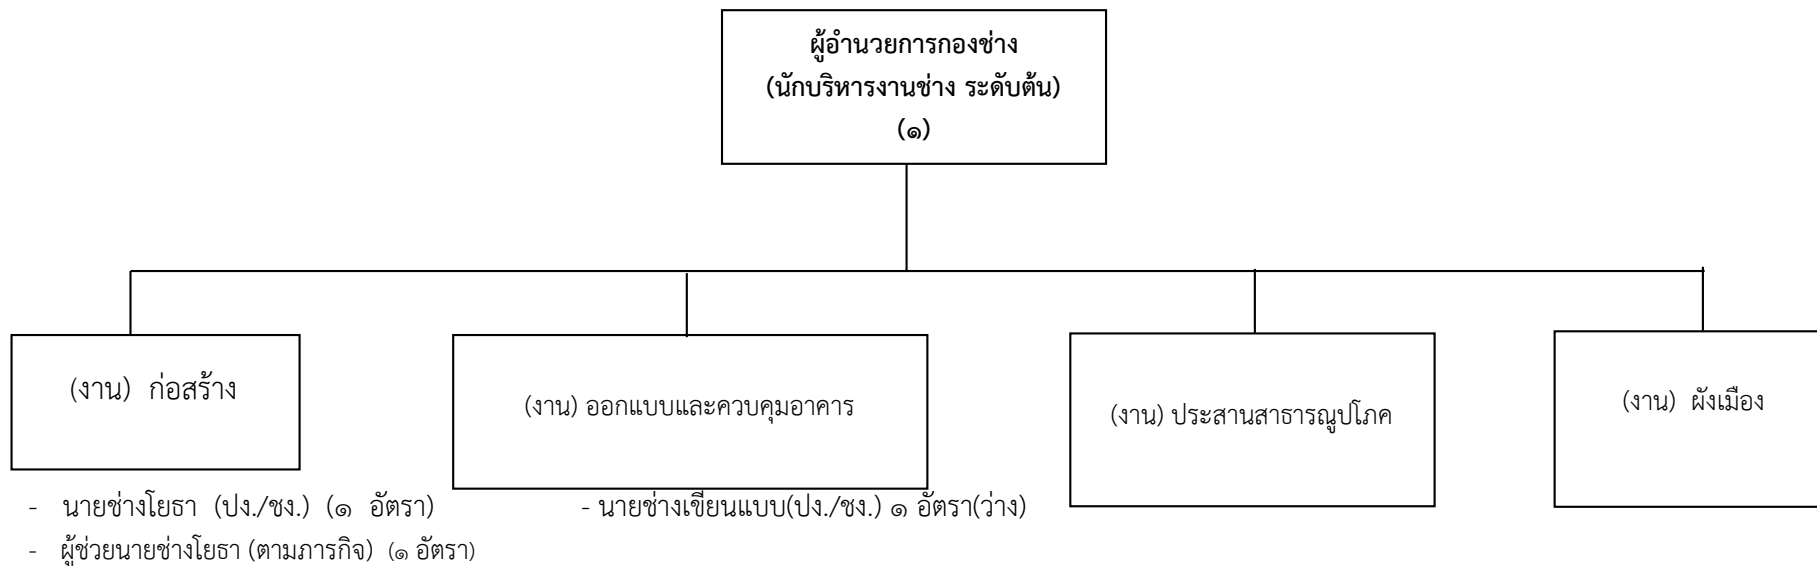 ผู้อำนวยการกองช่าง
(นักบริหารงานช่าง ระดับต้น)
(๑)
(งาน) ก่อสร้าง
(งาน) ออกแบบและควบคุมอาคาร
(งาน) ประสานสาธารณูปโภค
(งาน) ผังเมือง
- นายช่างโยธา (ปง./ชง.) (๑ อัตรา)
- นายช่างเขียนแบบ(ปง./ชง.) ๑ อัตรา(ว่าง)
- ผู้ช่วยนายช่างโยธา (ตามภารกิจ) (๑ อัตรา)